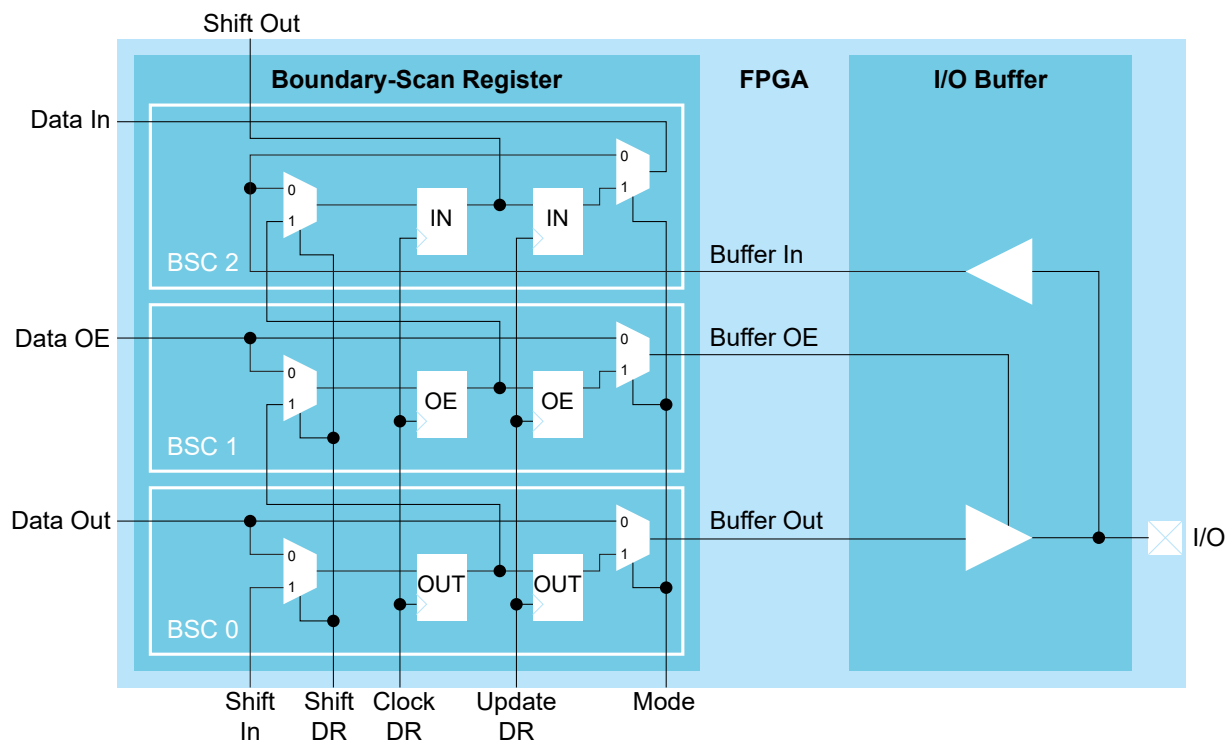 Shift Out
Boundary-Scan Register
FPGA
I/O Buffer
Data In
0
1
0
1
IN
IN
BSC 2
Buffer In
Data OE
0
1
Buffer OE
0
1
OE
OE
BSC 1
Data Out
0
1
Buffer Out
I/O
0
1
OUT
OUT
BSC 0
Shift In
Shift DR
Clock DR
Update DR
Mode